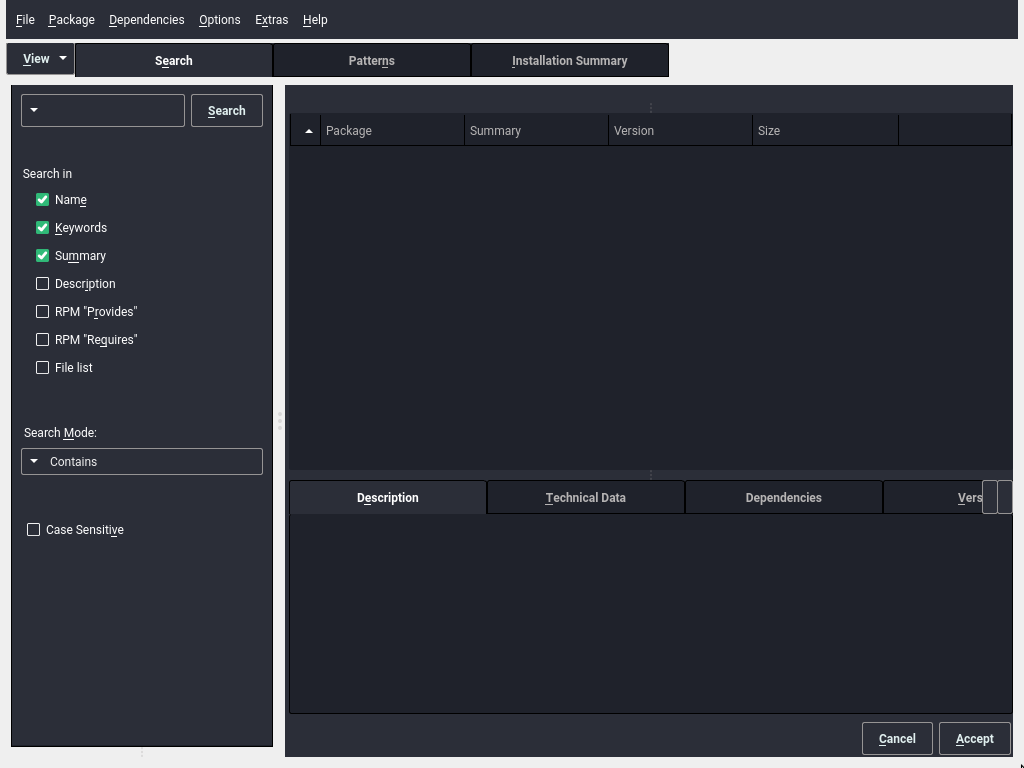 File Package Dependencies Options Extras Help
View Search Patterns Installation Summary
Search
Package Summary Version Size
Search in
Name
Keywords
Summary
Description
RPM "Provides"
RPM "Requires"
File list
Search Mode:
Contains
Case Sensitive
Description Technical Data Dependencies Vers
Cancel Accept